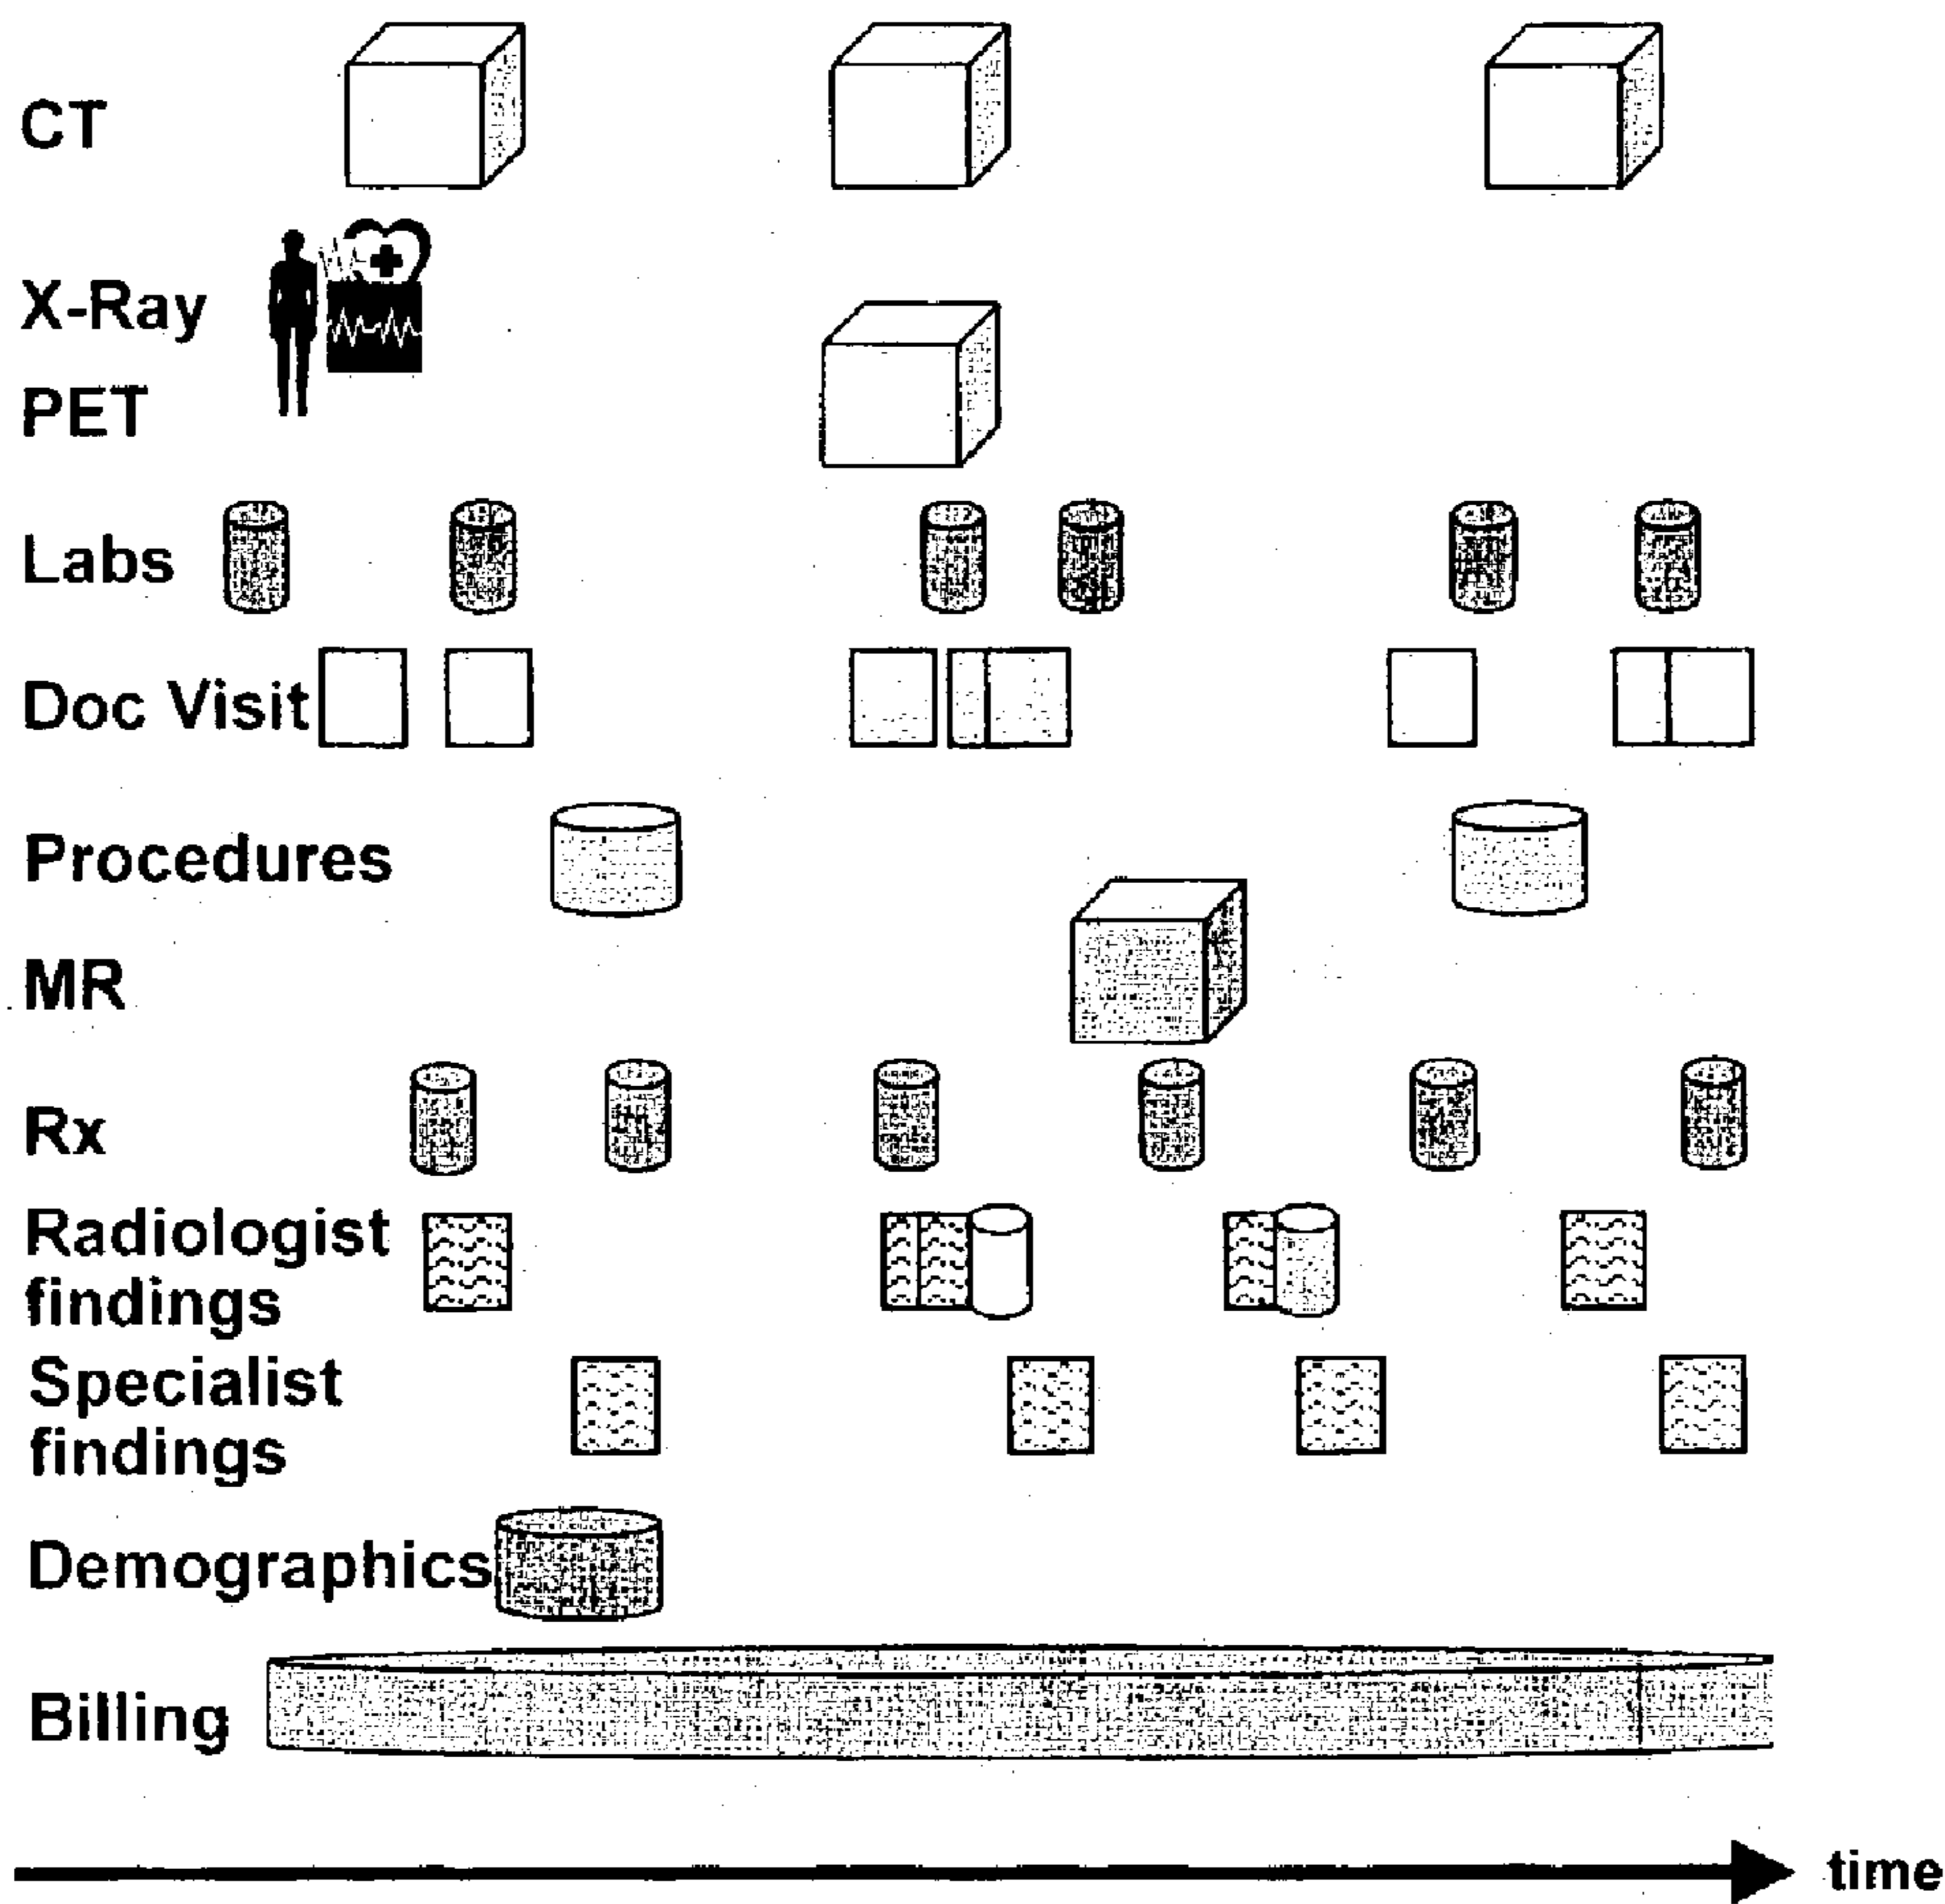 CT
X-Ray
PET
Labs
Doc Visit
Procedures
MR
Rx
Radiologist
findings
Specialist
findings
Demographics
Billing
time